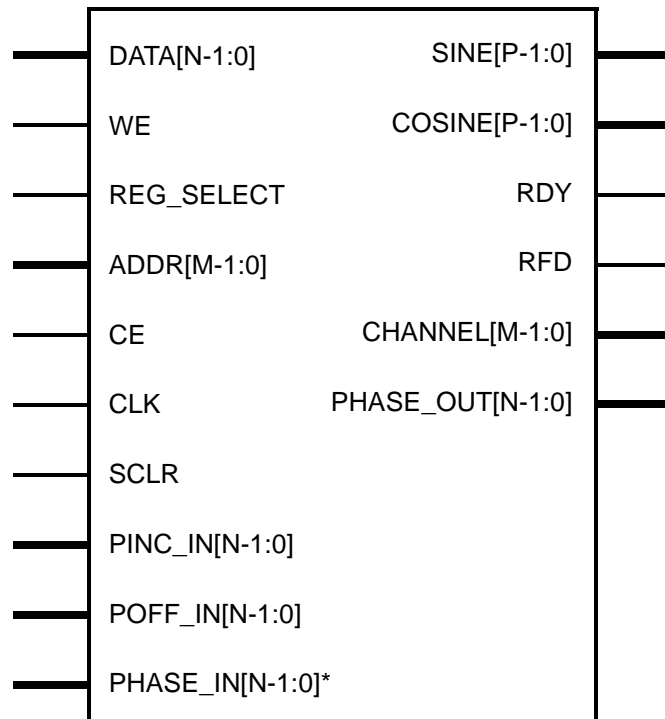 DATA[N-1:0]
SINE[P-1:0]
WE
COSINE[P-1:0]
REG_SELECT
RDY
ADDR[M-1:0]
RFD
CE
CHANNEL[M-1:0]
CLK
PHASE_OUT[N-1:0]
SCLR
PINC_IN[N-1:0]
POFF_IN[N-1:0]
PHASE_IN[N-1:0]*